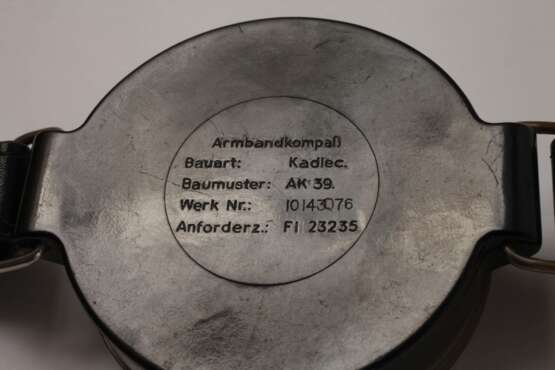 Armbandkompaß
Bauart: Kadlec.
Baumuster: AK 39.
Werk Nr.: 10143076
Anforderz.: Fl 23235